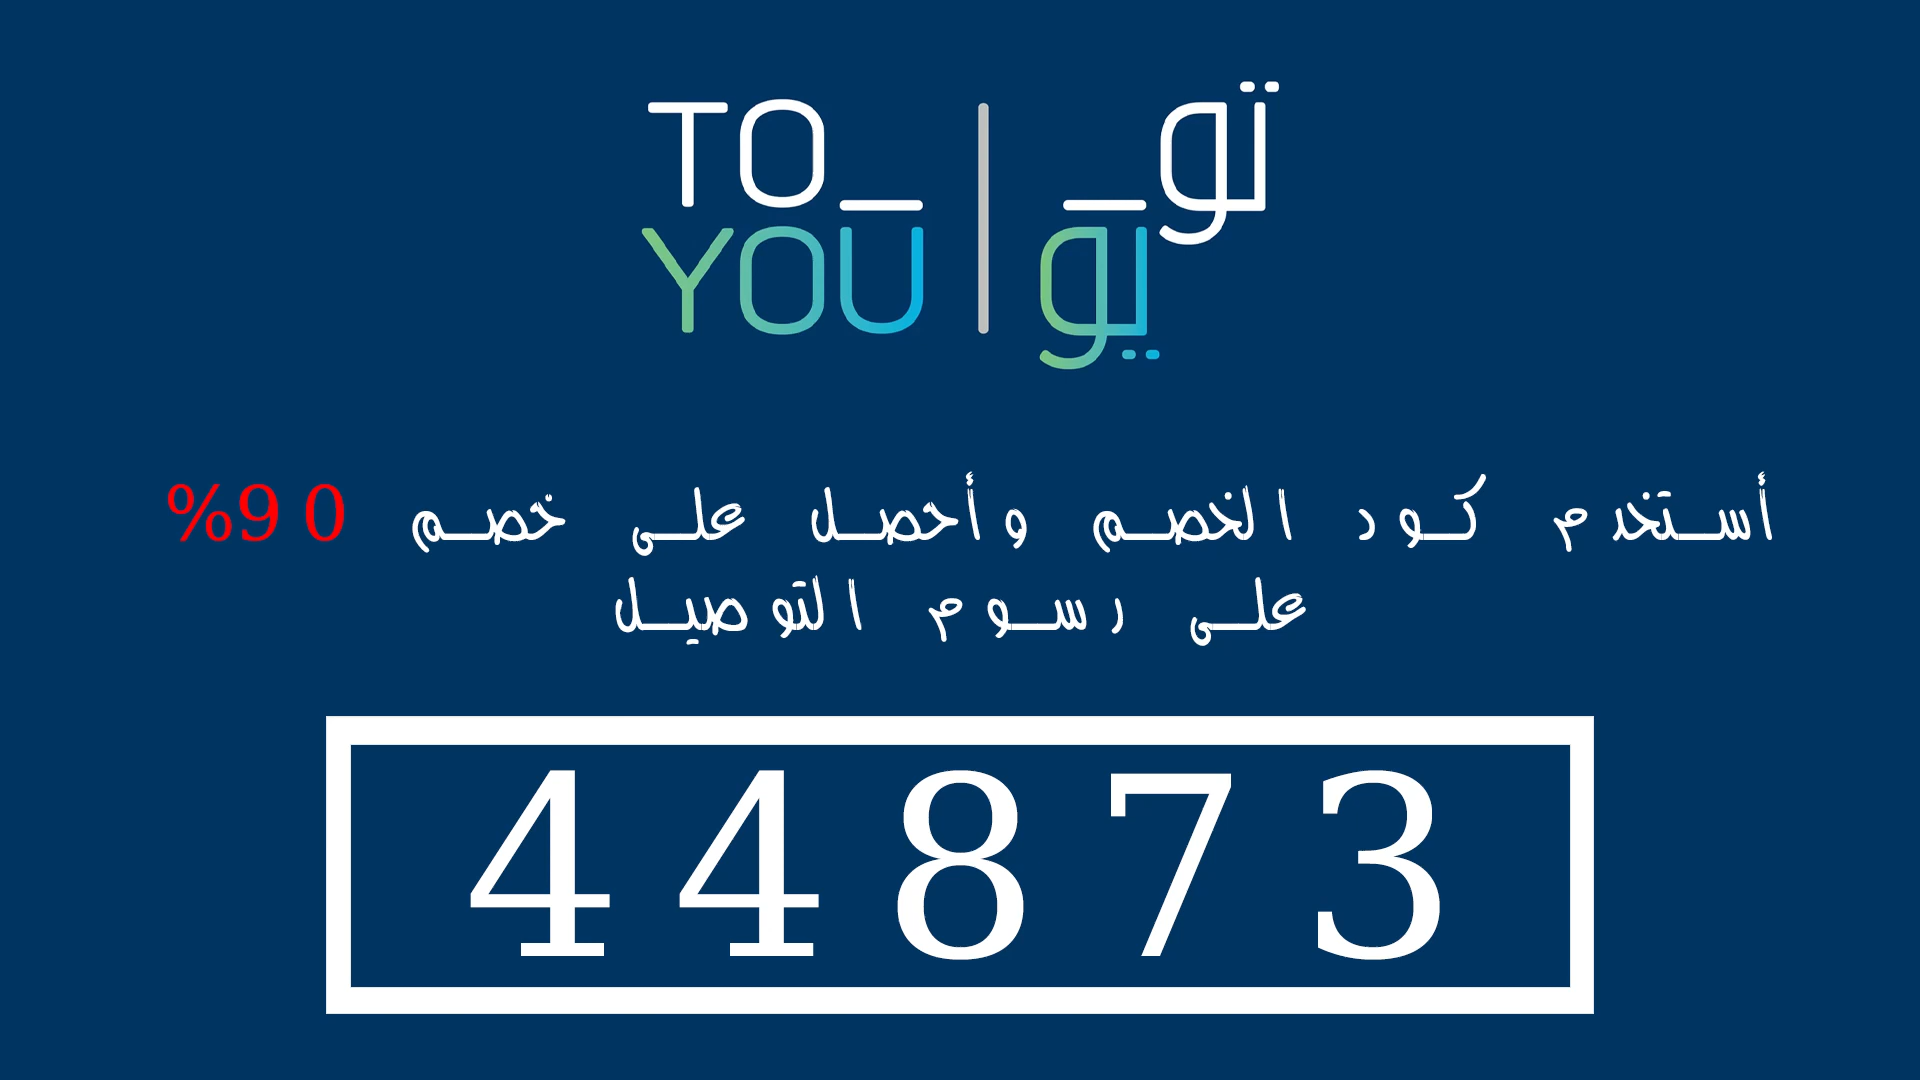 TO
YOU
تو
يو
أستخدم كود الخصم وأحصل على خصم 90%
على رسوم التوصيل
44873